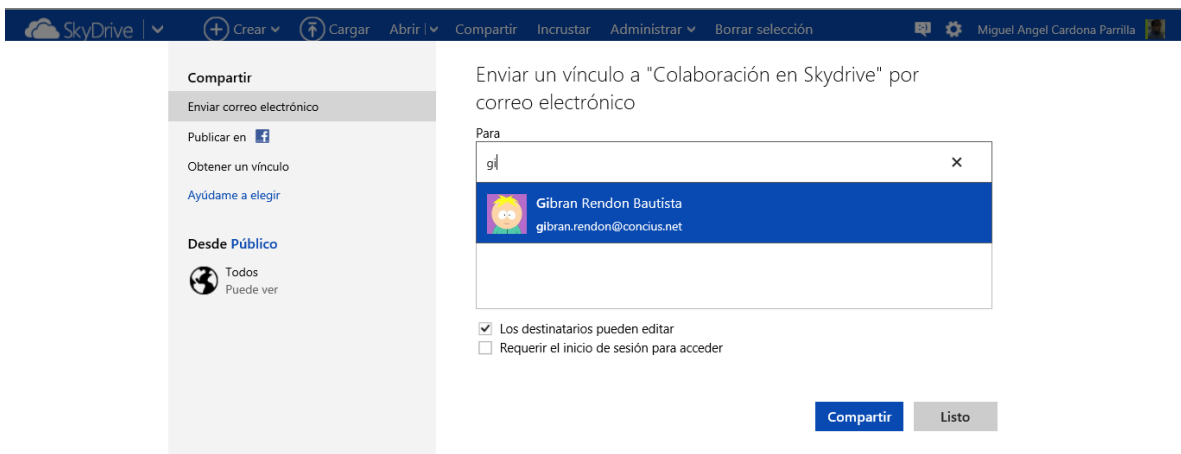 SkyDrive Crear Cargar Abrir Compartir Incrustar Administrar Borrar selección Miguel Angel Cardona Parrilla
Compartir
Enviar correo electrónico
Publicar en
Obtener un vínculo
Ayúdame a elegir
Desde Público
Todos
Puede ver
Enviar un vínculo a "Colaboración en Skydrive" por
correo electrónico
Para
gi
Gibran Rendon Bautista
gibran.rendon@concius.net
Los destinatarios pueden editar
Requerir el inicio de sesión para acceder
Compartir Listo